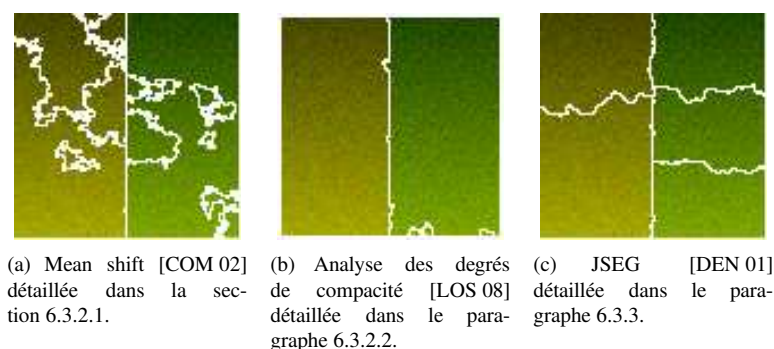 (a) Mean shift [COM 02]
détaillée dans la sec-
tion 6.3.2.1.
(b) Analyse des degrés
de compacité [LOS 08]
détaillée dans le para-
graphe 6.3.2.2.
(c) JSEG [DEN 01]
détaillée dans le para-
graphe 6.3.3.